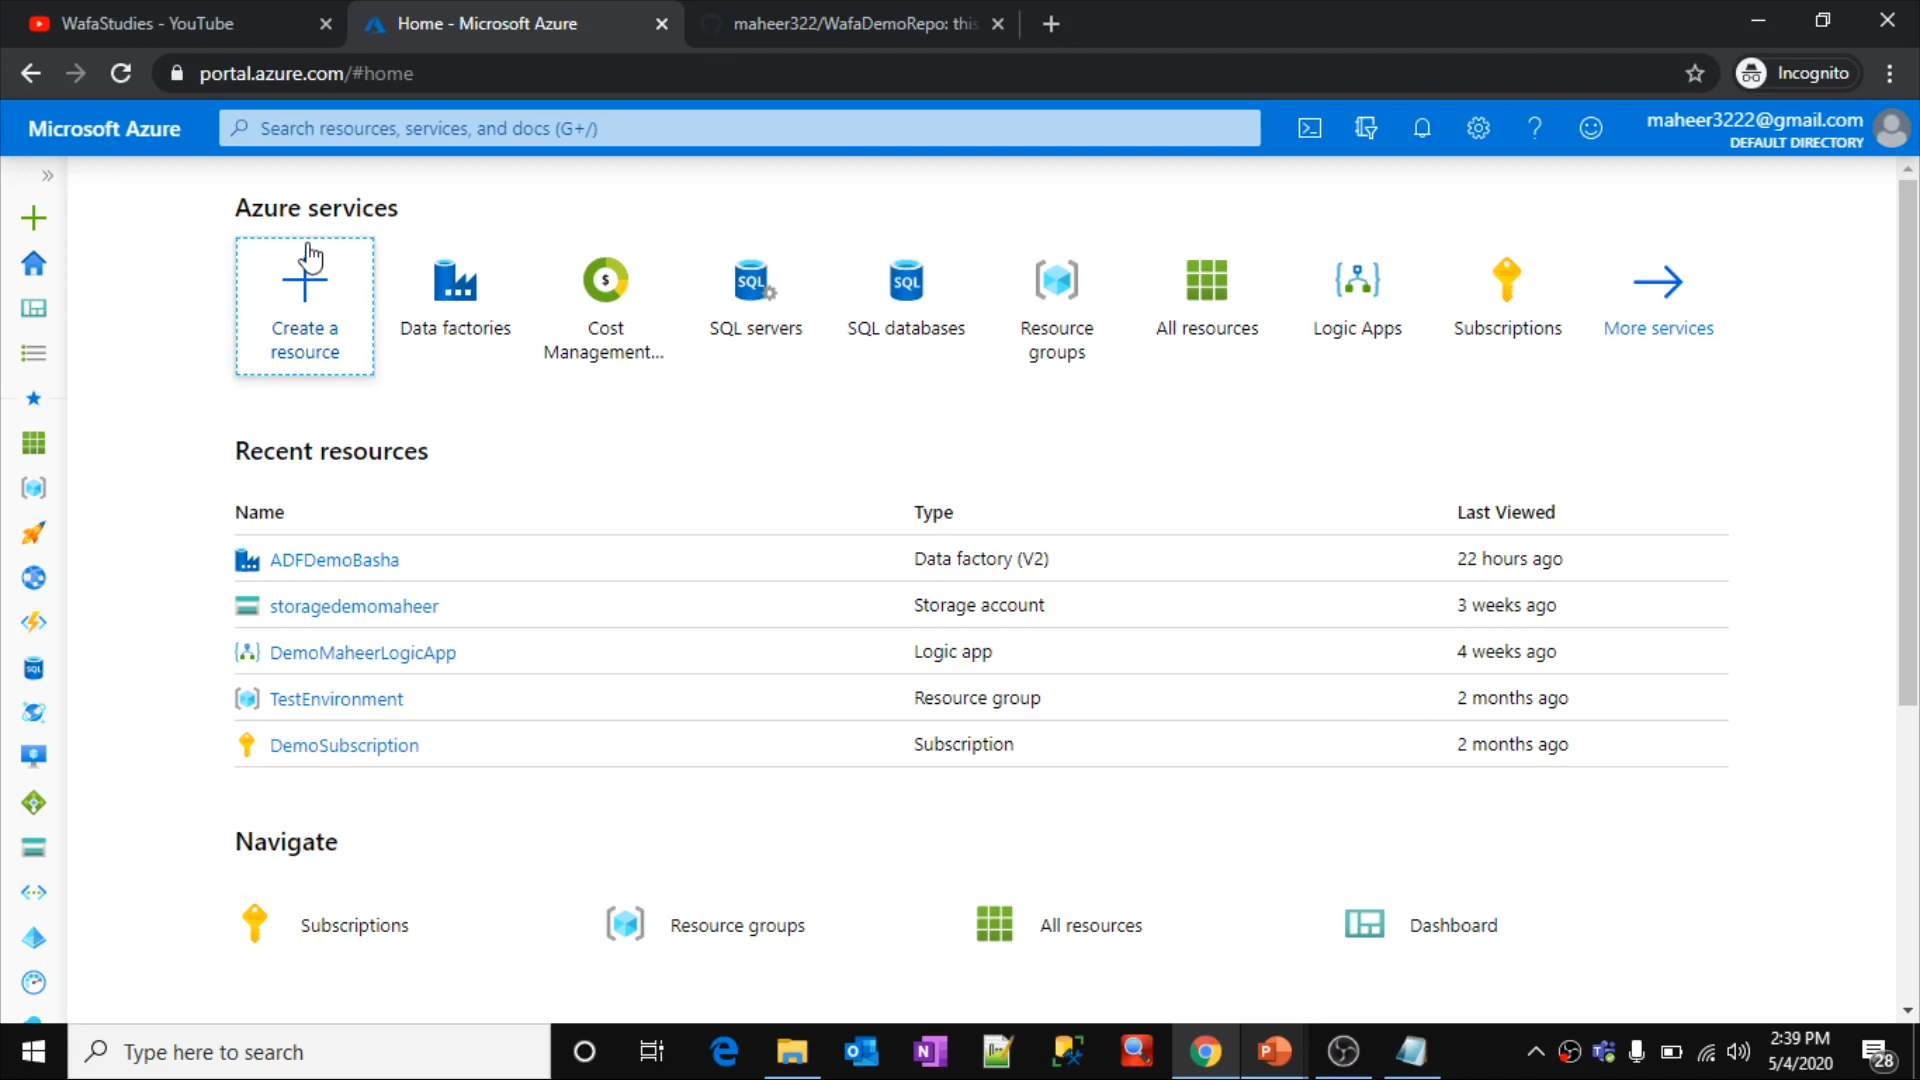 WafaStudies - YouTube
Home - Microsoft Azure
maheer322/WafaDemoRepo: this
portal.azure.com/#home
Incognito
Microsoft Azure
Search resources, services, and docs (G+/)
maheer3222@gmail.com
DEFAULT DIRECTORY
Azure services
Create a resource
Data factories
Cost Management...
SQL servers
SQL databases
Resource groups
All resources
Logic Apps
Subscriptions
More services
Recent resources
Name Type Last Viewed
ADFDemoBasha Data factory (V2) 22 hours ago
storagedemomaheer Storage account 3 weeks ago
DemoMaheerLogicApp Logic app 4 weeks ago
TestEnvironment Resource group 2 months ago
DemoSubscription Subscription 2 months ago
Navigate
Subscriptions Resource groups All resources Dashboard
Type here to search
2:39 PM
5/4/2020
28